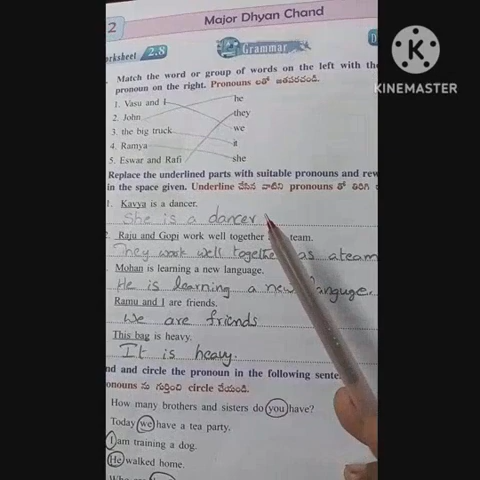 2
Major Dhyan Chand
orksheet 2.8
Grammar
D
KINEMASTER
Match the word or group of words on the left with the
pronoun on the right. Pronouns లతో జతపరచండి.
1. Vasu and I
he
2. John
they
3. the big truck
we
4. Ramya
it
5. Eswar and Rafi
she
Replace the underlined parts with suitable pronouns and rew
in the space given. Underline చేసిన వాటిని pronouns తో తిరిగి
1. Kavya is a dancer.
She is a dancer
2. Raju and Gopi work well together team.
They work well together as a team
Mohan is learning a new language.
He is learning a new languge.
Ramu and I are friends.
We are friends
This bag is heavy.
It is heavy.
nd and circle the pronoun in the following sente
onouns ను గుర్తించి circle చేయండి.
How many brothers and sisters do you have?
Today we have a tea party.
I am training a dog.
He walked home.